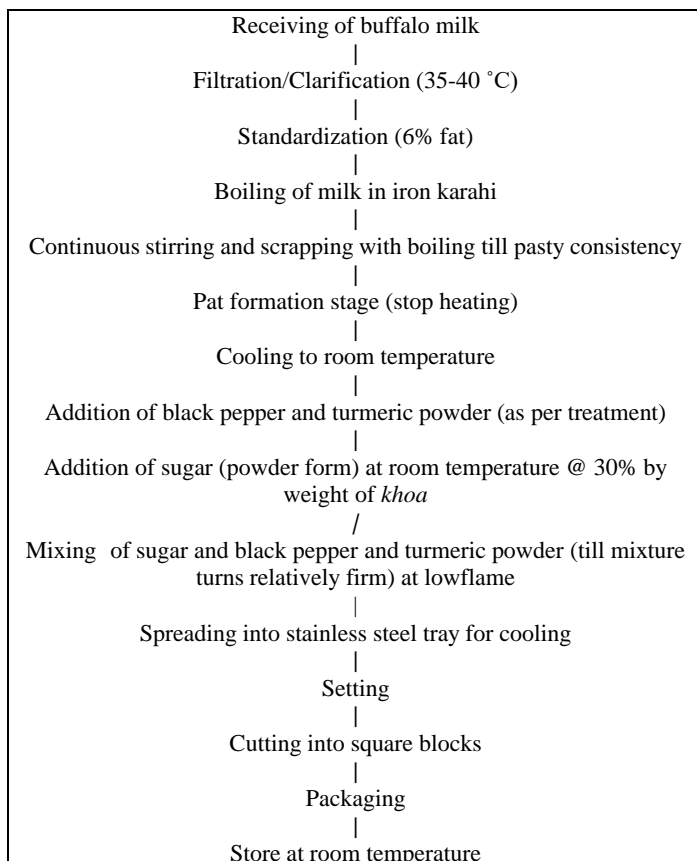 Receiving of buffalo milk
|
Filtration/Clarification (35-40 ˚C)
|
Standardization (6% fat)
|
Boiling of milk in iron karahi
|
Continuous stirring and scrapping with boiling till pasty consistency
|
Pat formation stage (stop heating)
|
Cooling to room temperature
|
Addition of black pepper and turmeric powder (as per treatment)
|
Addition of sugar (powder form) at room temperature @ 30% by
weight of khoa
/
Mixing of sugar and black pepper and turmeric powder (till mixture
turns relatively firm) at lowflame
|
Spreading into stainless steel tray for cooling
|
Setting
|
Cutting into square blocks
|
Packaging
|
Store at room temperature